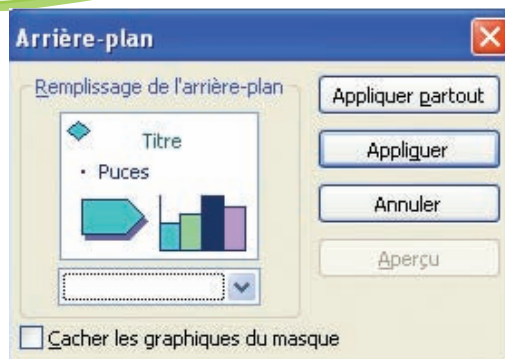 Arrière-plan
Remplissage de l'arrière-plan
Titre
• Puces
Cacher les graphiques du masque
Appliquer partout
Appliquer
Annuler
Aperçu